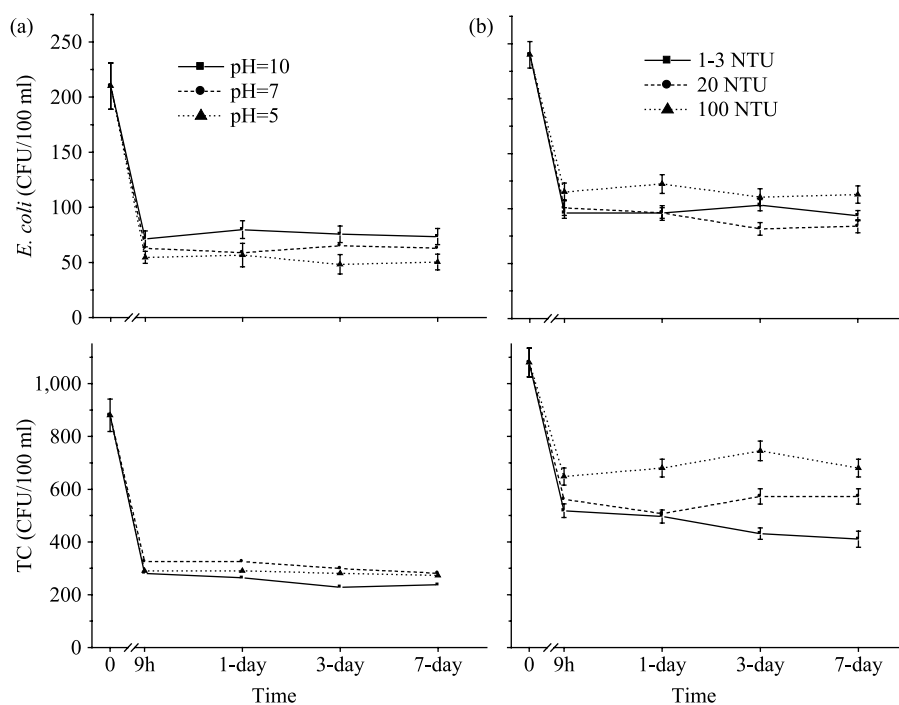 (a)
250
200
150
100
50
0
E. coli (CFU/100 ml)
pH=10
pH=7
pH=5
(b)
1-3 NTU
20 NTU
100 NTU
1,000
800
600
400
200
0
TC (CFU/100 ml)
0 9h 1-day 3-day 7-day
Time
0 9h 1-day 3-day 7-day
Time